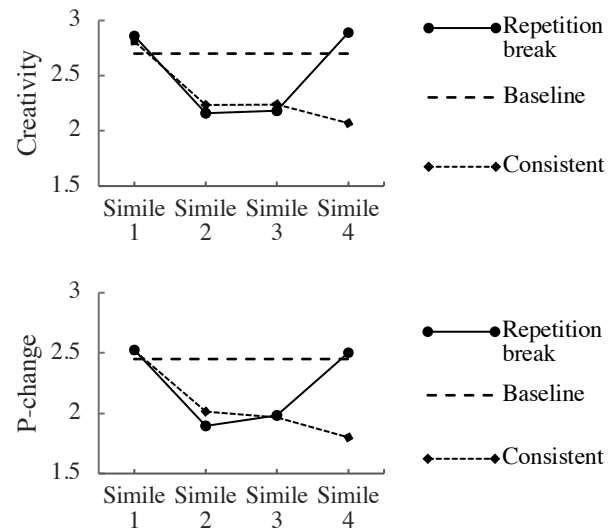 3
2.5
2
1.5
Creativity
Simile 1
Simile 2
Simile 3
Simile 4
Repetition
break
Baseline
Consistent
3
2.5
2
1.5
P-change
Simile 1
Simile 2
Simile 3
Simile 4
Repetition
break
Baseline
Consistent